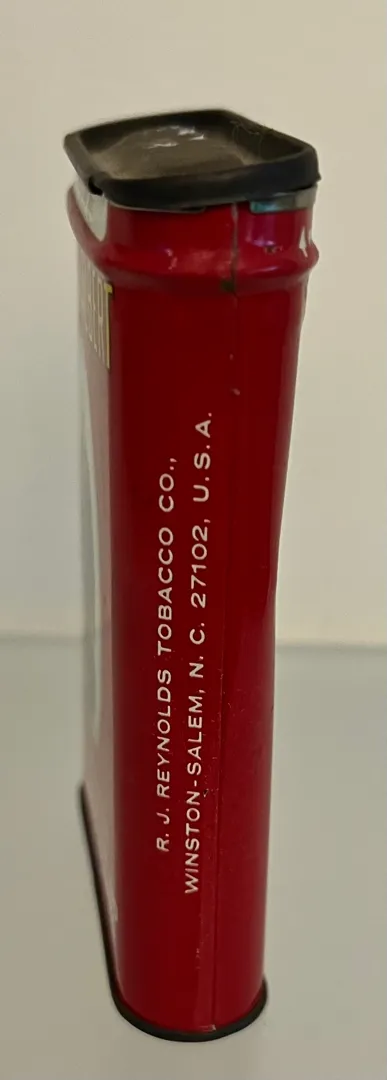 R. J. REYNOLDS TOBACCO CO.,
WINSTON-SALEM, N. C. 27102, U. S. A.